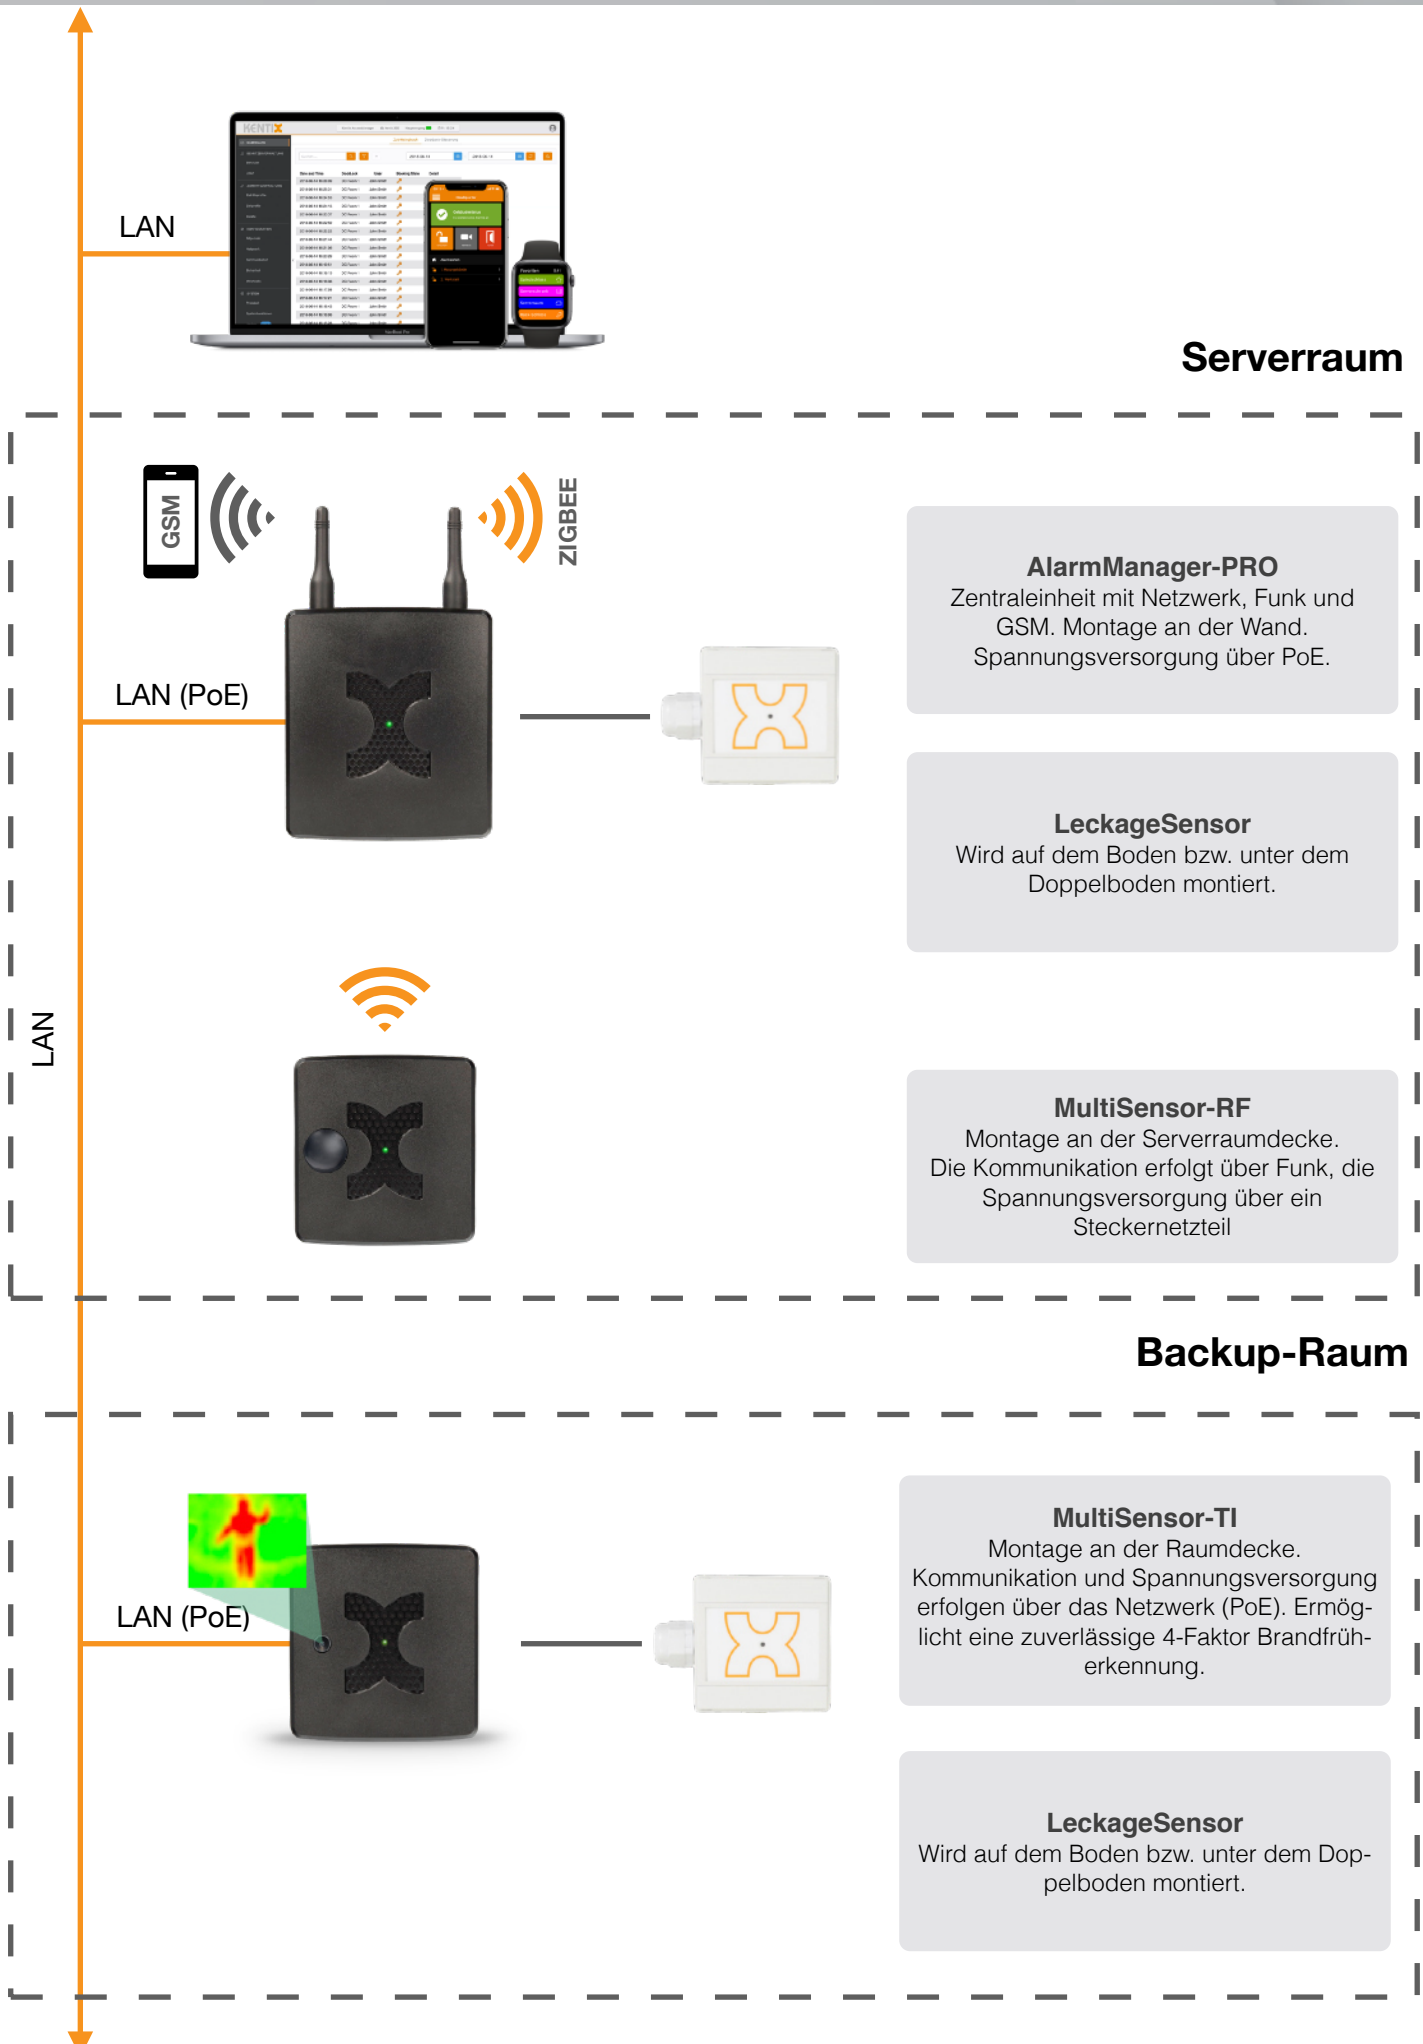 KENTIX
LAN
Serverraum
GSM
ZIGBEE
AlarmManager-PRO
Zentraleinheit mit Netzwerk, Funk und
GSM. Montage an der Wand.
Spannungsversorgung über PoE.
LAN (PoE)
LeckageSensor
Wird auf dem Boden bzw. unter dem
Doppelboden montiert.
LAN
MultiSensor-RF
Montage an der Serverraumdecke.
Die Kommunikation erfolgt über Funk, die
Spannungsversorgung über ein
Steckernetzteil
Backup-Raum
MultiSensor-TI
Montage an der Raumdecke.
Kommunikation und Spannungsversorgung
erfolgen über das Netzwerk (PoE). Ermög-
licht eine zuverlässige 4-Faktor Brandfrüh-
erkennung.
LAN (PoE)
LeckageSensor
Wird auf dem Boden bzw. unter dem Dop-
pelboden montiert.